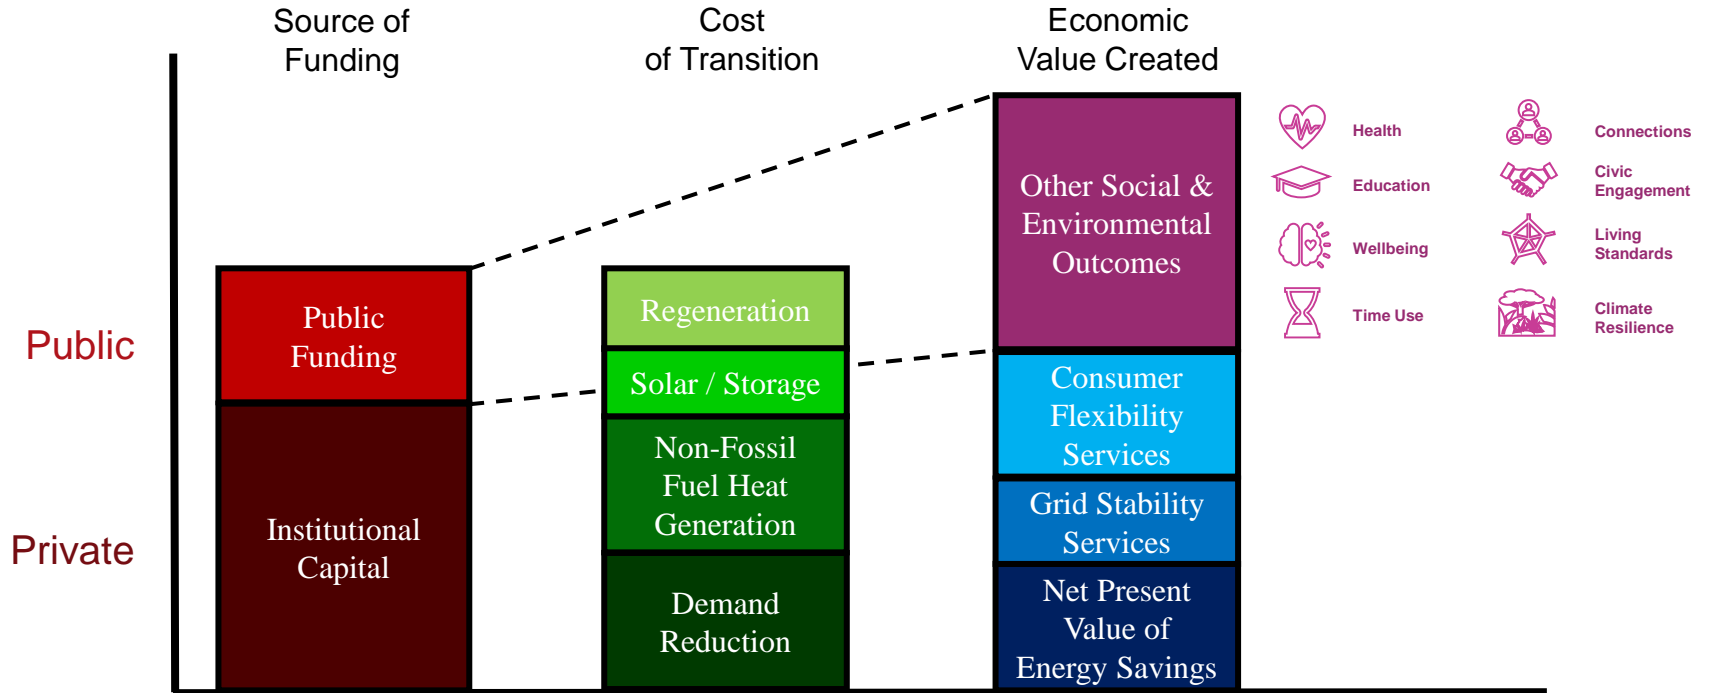 Source of
Funding
Cost
of Transition
Economic
Value Created
Public
Private
Public
Funding
Institutional
Capital
Regeneration
Solar / Storage
Non-Fossil
Fuel Heat
Generation
Demand
Reduction
Other Social &
Environmental
Outcomes
Consumer
Flexibility
Services
Grid Stability
Services
Net Present
Value of
Energy Savings
Health
Education
Wellbeing
Time Use
Connections
Civic
Engagement
Living
Standards
Climate
Resilience